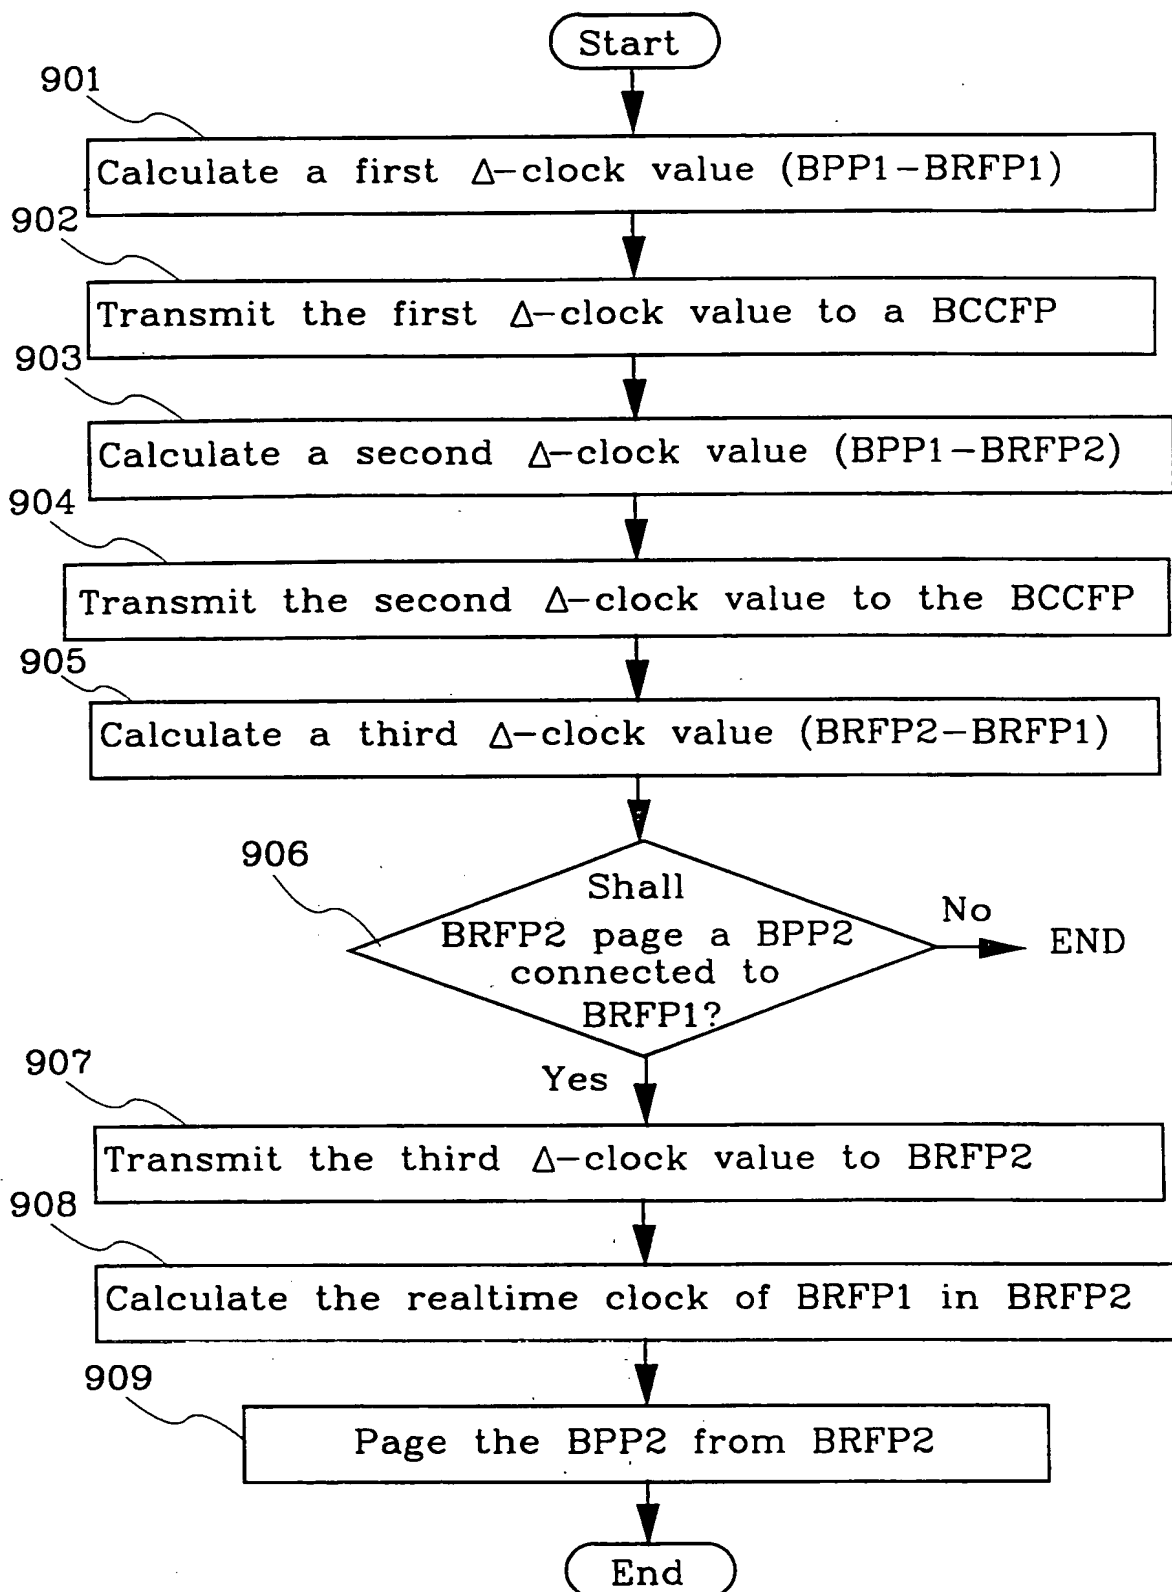 Start
901
Calculate a first Δ-clock value (BPP1-BRFP1)
902
Transmit the first Δ-clock value to a BCCFP
903
Calculate a second Δ-clock value (BPP1-BRFP2)
904
Transmit the second Δ-clock value to the BCCFP
905
Calculate a third Δ-clock value (BRFP2-BRFP1)
906
Shall
BRFP2 page a BPP2
connected to
BRFP1?
No
END
Yes
907
Transmit the third Δ-clock value to BRFP2
908
Calculate the realtime clock of BRFP1 in BRFP2
909
Page the BPP2 from BRFP2
End